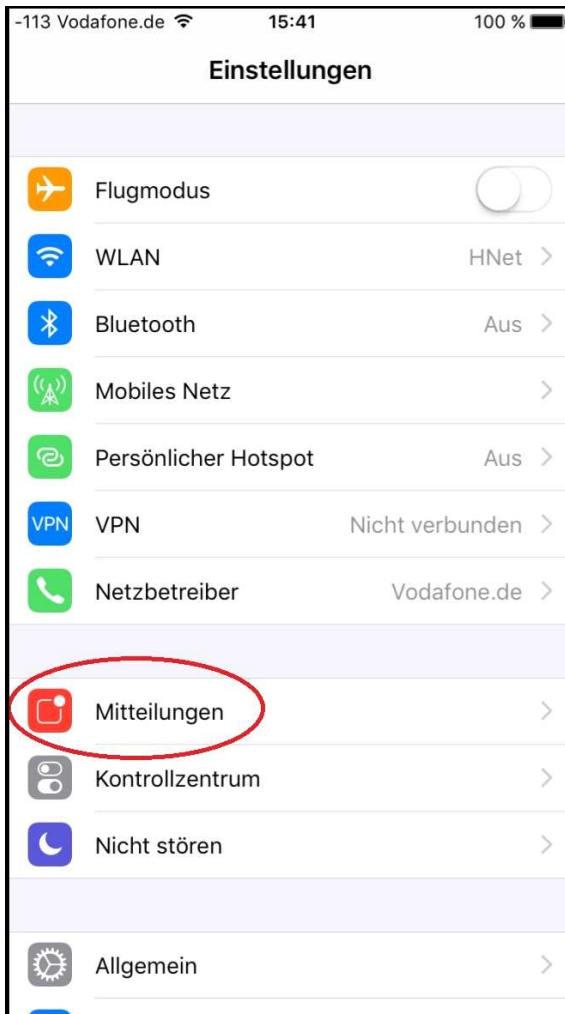 -113 Vodafone.de 15:41 100 %
Einstellungen
Flugmodus
WLAN HNet
Bluetooth Aus
Mobiles Netz
Persönlicher Hotspot Aus
VPN VPN Nicht verbunden
Netzbetreiber Vodafone.de
Mitteilungen
Kontrollzentrum
Nicht stören
Allgemein